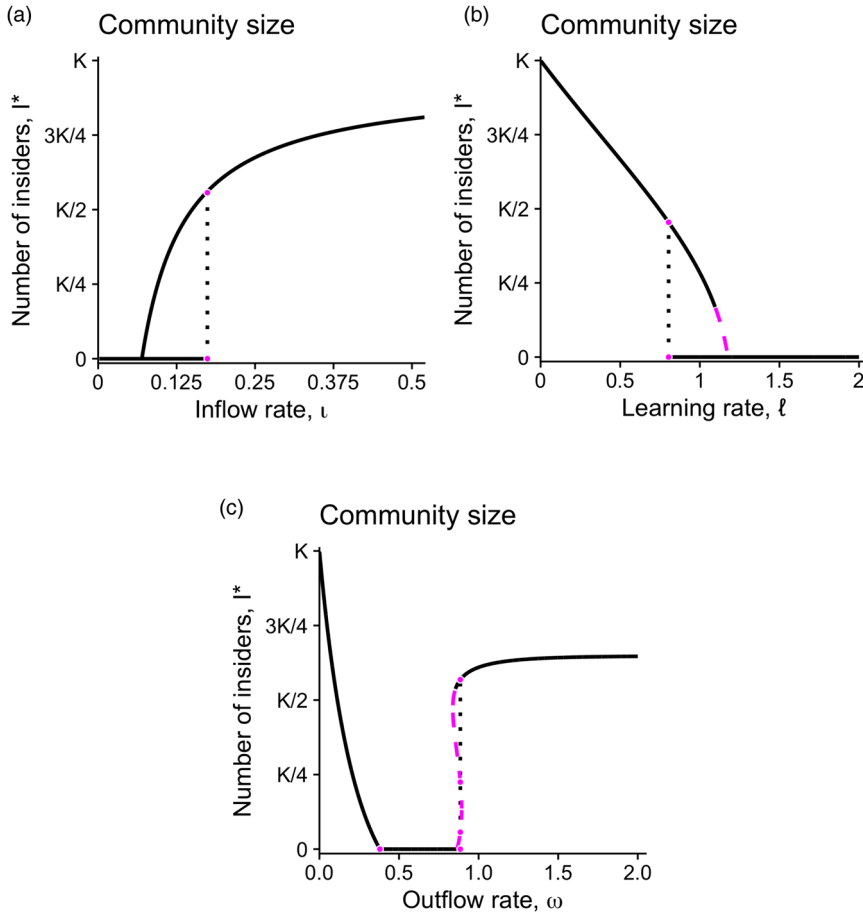 (a)
Community size
Number of insiders, I*
K
3K/4
K/2
K/4
0
0 0.125 0.25 0.375 0.5
Inflow rate, ι
(b)
Community size
Number of insiders, I*
K
3K/4
K/2
K/4
0
0 0.5 1 1.5 2
Learning rate, ℓ
(c)
Community size
Number of insiders, I*
K
3K/4
K/2
K/4
0
0.0 0.5 1.0 1.5 2.0
Outflow rate, ω